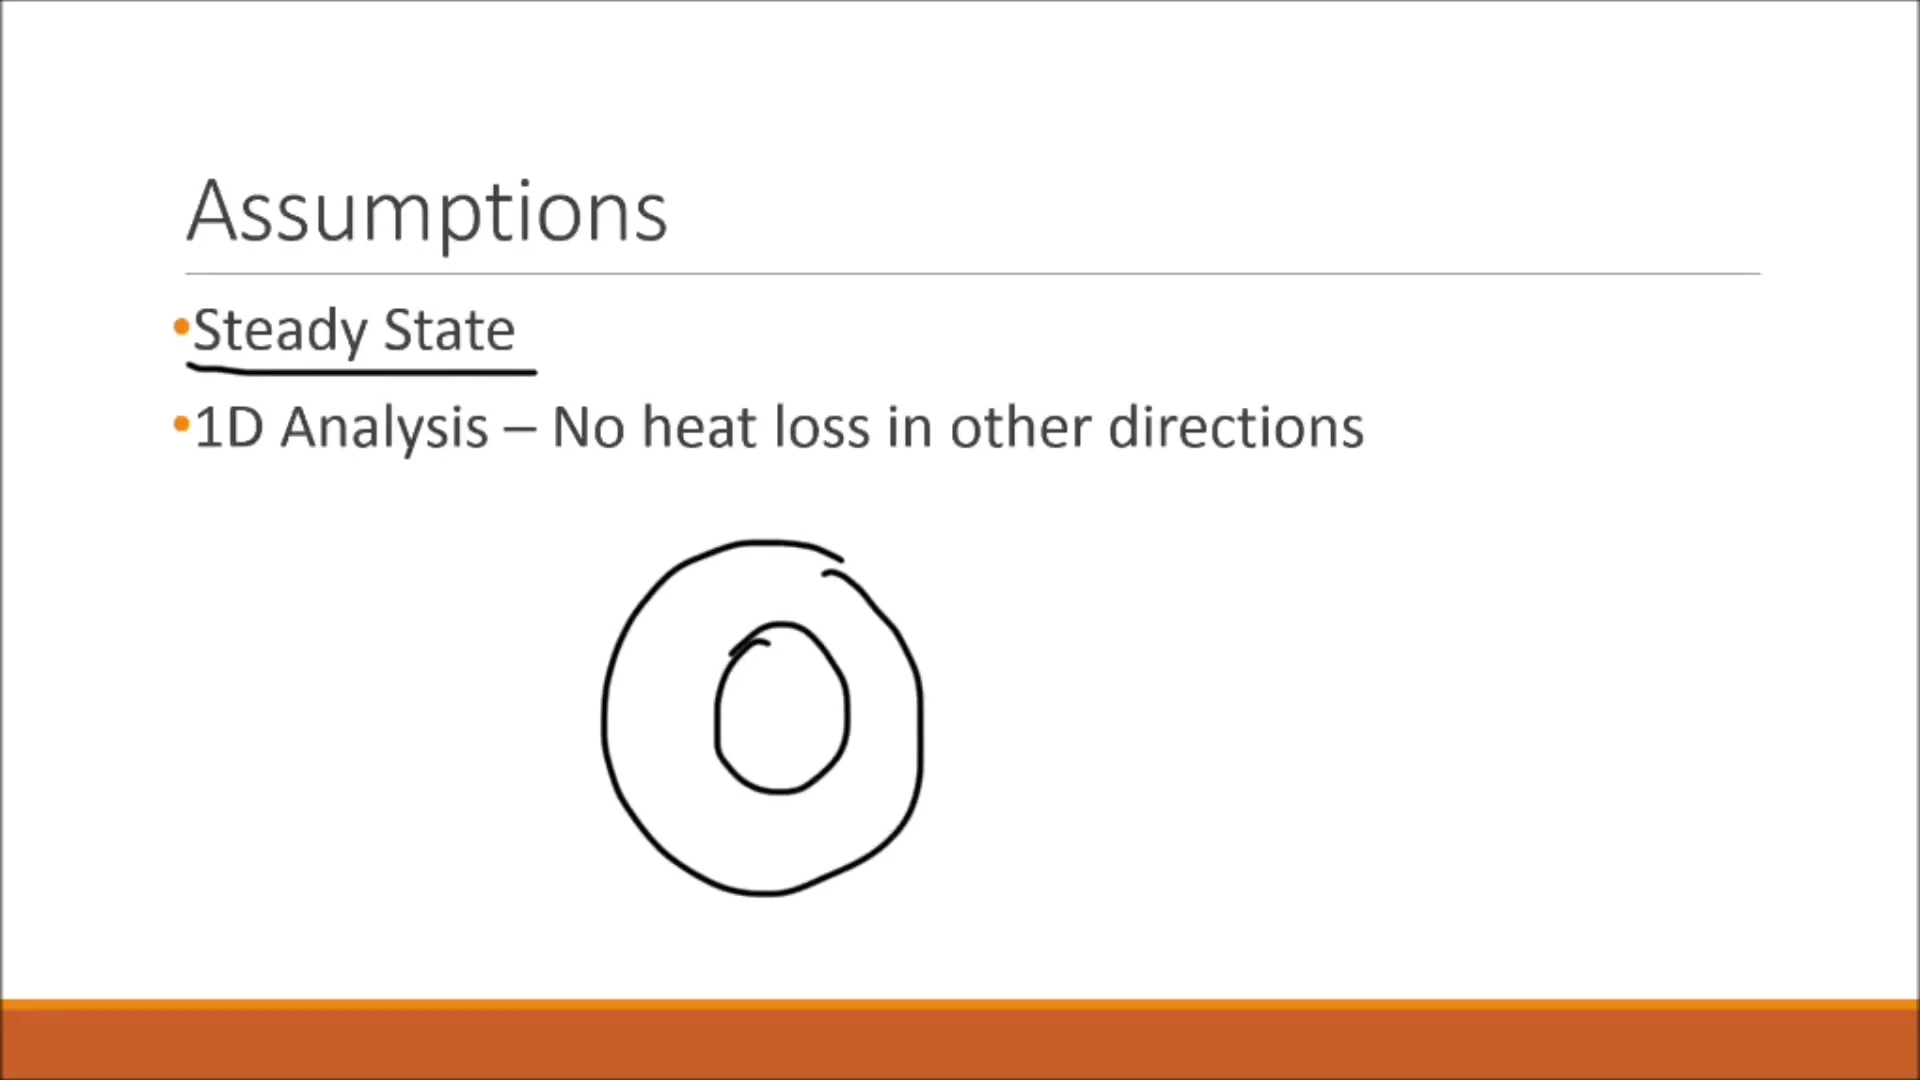 Assumptions
•Steady State
•1D Analysis – No heat loss in other directions